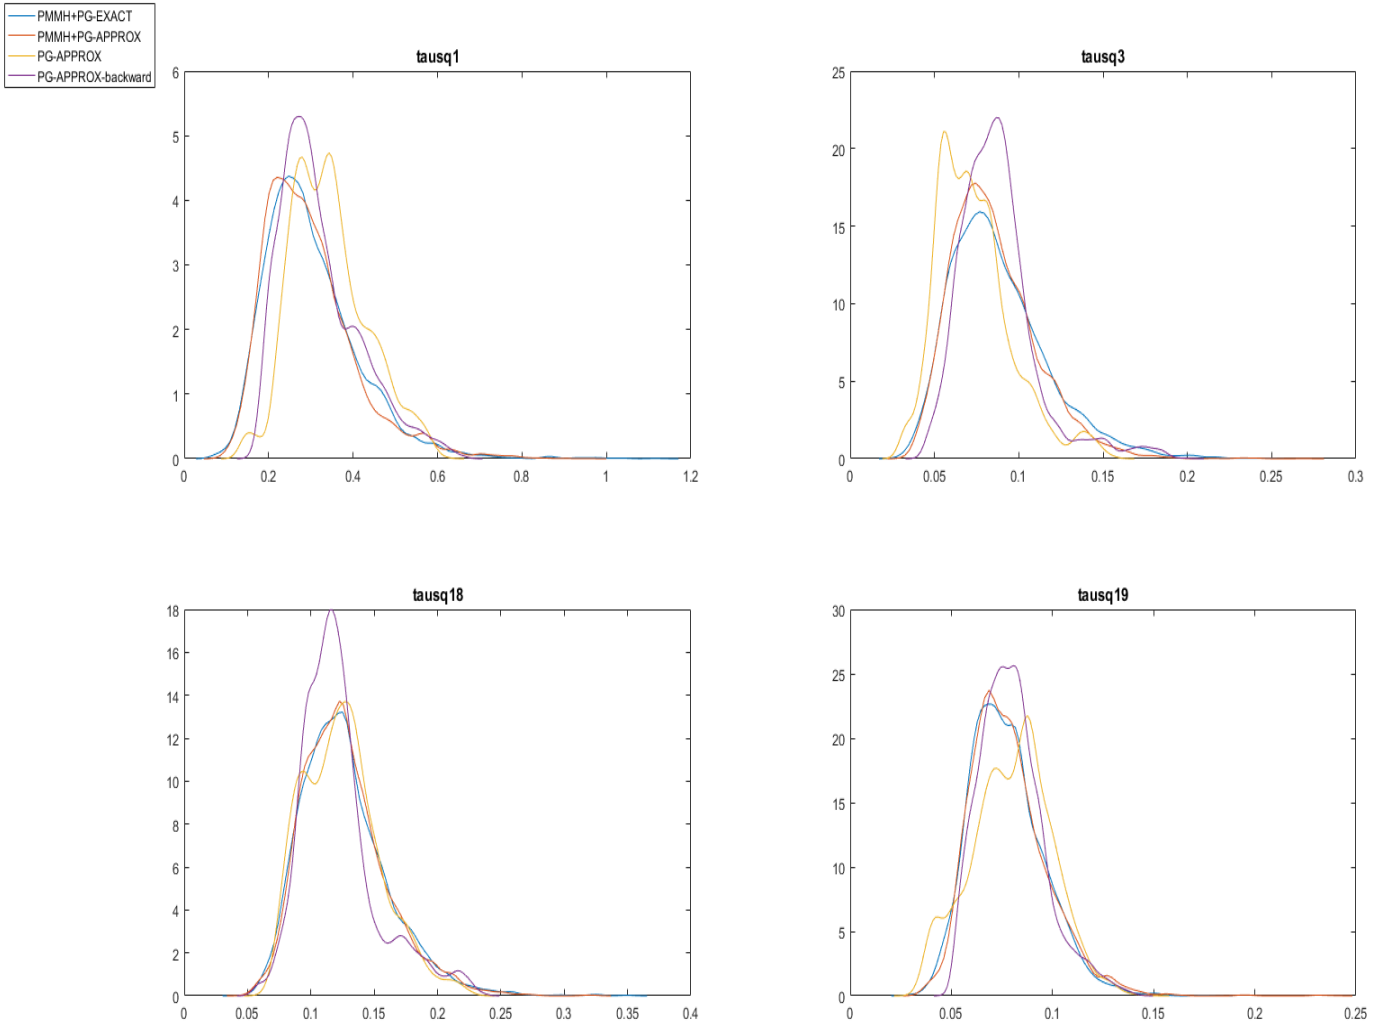 PMMH+PG-EXACT
PMMH+PG-APPROX
PG-APPROX
PG-APPROX-backward
tausq1
6
5
4
3
2
1
0
0 0.2 0.4 0.6 0.8 1 1.2
tausq3
25
20
15
10
5
0
0 0.05 0.1 0.15 0.2 0.25 0.3
tausq18
18
16
14
12
10
8
6
4
2
0
0 0.05 0.1 0.15 0.2 0.25 0.3 0.35 0.4
tausq19
30
25
20
15
10
5
0
0 0.05 0.1 0.15 0.2 0.25